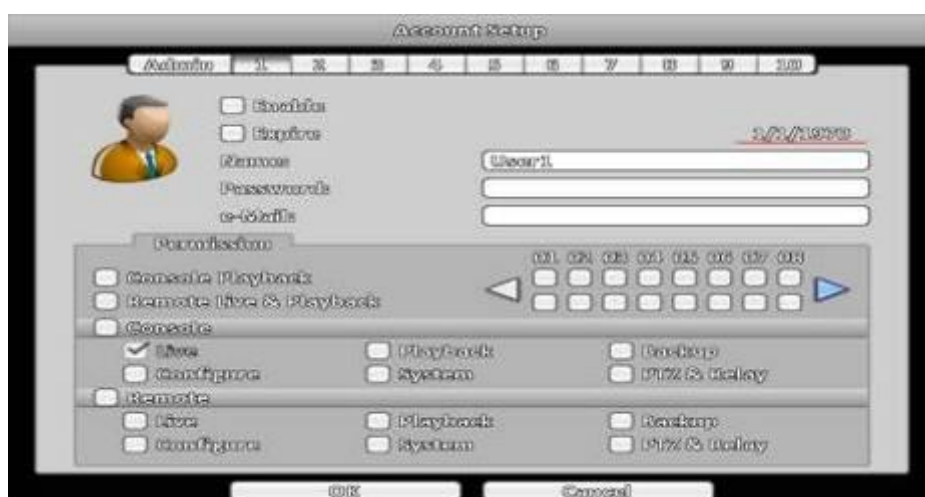 Account Setup
Admin 1 2 3 4 5 6 7 8 9 10
Enable
Expire 1/1/1970
Name: User1
Password:
e-Mail:
Permission
01 02 03 04 05 06 07 08
Console Playback
Remote Live & Playback
Console
Live Playback Backup
Configure System PTZ & Relay
Remote
Live Playback Backup
Configure System PTZ & Relay
OK Cancel